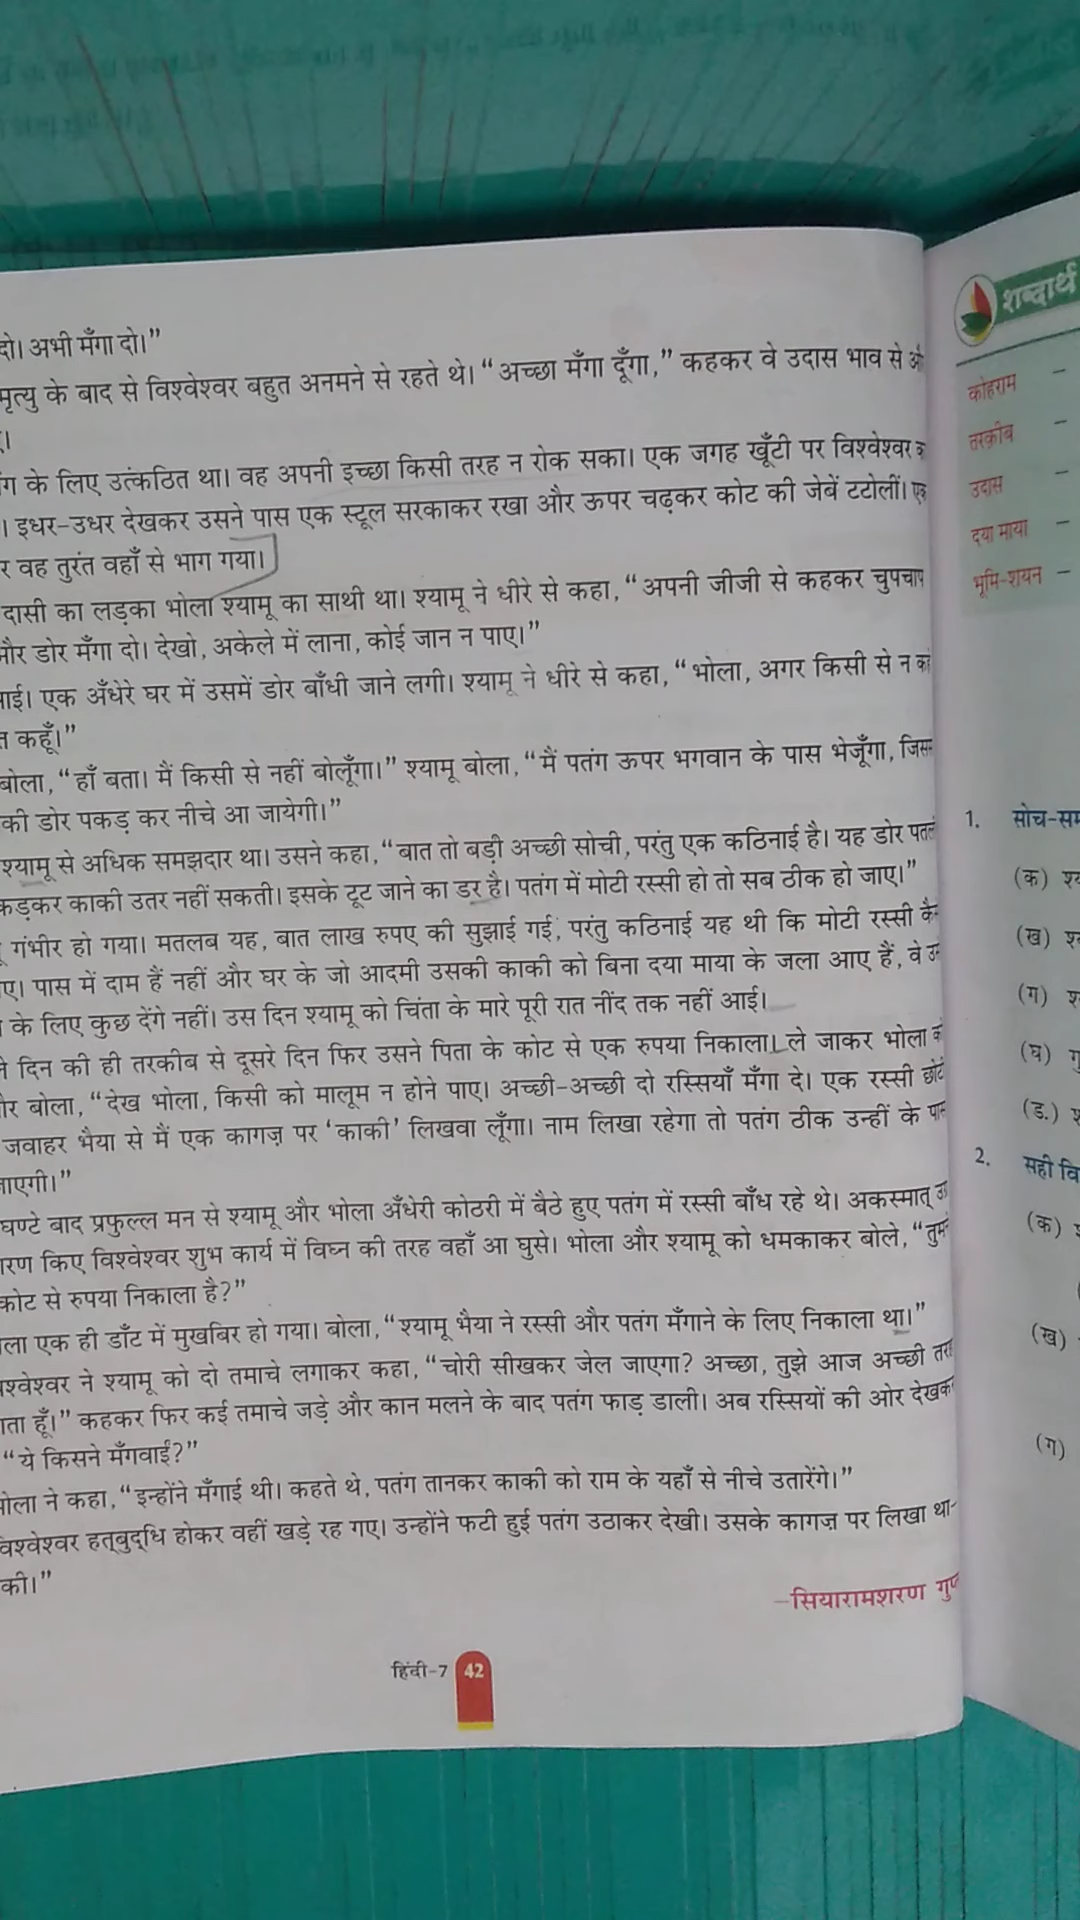 दो। अभी मँगा दो।”
मृत्यु के बाद से विश्वेश्वर बहुत अनमने से रहते थे। “अच्छा मँगा दूँगा,” कहकर वे उदास भाव से
के लिए उत्कंठित था। वह अपनी इच्छा किसी तरह न रोक सका। एक जगह खूँटी पर विश्वेश्वर
। इधर-उधर देखकर उसने पास एक स्टूल सरकाकर रखा और ऊपर चढ़कर कोट की जेबें टटोलीं।
वह तुरंत वहाँ से भाग गया।
दासी का लड़का भोला श्यामू का साथी था। श्यामू ने धीरे से कहा, “अपनी जीजी से कहकर चुपचाप
और डोर मँगा दो। देखो, अकेले में लाना, कोई जान न पाए।”
एक अँधेरे घर में उसमें डोर बाँधी जाने लगी। श्यामू ने धीरे से कहा, “भोला, अगर किसी से न
कहूँ।”
बोला, “हाँ बता। मैं किसी से नहीं बोलूँगा।” श्यामू बोला, “मैं पतंग ऊपर भगवान के पास भेजूँगा,
की डोर पकड़ कर नीचे आ जायेगी।”
श्यामू से अधिक समझदार था। उसने कहा, “बात तो बड़ी अच्छी सोची, परंतु एक कठिनाई है। यह डोर
काकी उतर नहीं सकती। इसके टूट जाने का डर है। पतंग में मोटी रस्सी हो तो सब ठीक हो जाए।”
गंभीर हो गया। मतलब यह, बात लाख रुपए की सुझाई गई, परंतु कठिनाई यह थी कि मोटी रस्सी
पास में दाम हैं नहीं और घर के जो आदमी उसकी काकी को बिना दया माया के जला आए हैं, वे
के लिए कुछ देंगे नहीं। उस दिन श्यामू को चिंता के मारे पूरी रात नींद तक नहीं आई।
दिन की ही तरकीब से दूसरे दिन फिर उसने पिता के कोट से एक रुपया निकाला। ले जाकर भोला
बोला, “देख भोला, किसी को मालूम न होने पाए। अच्छी-अच्छी दो रस्सियाँ मँगा दे। एक रस्सी
जवाहर भैया से मैं एक कागज़ पर ‘काकी’ लिखवा लूँगा। नाम लिखा रहेगा तो पतंग ठीक उन्हीं के
जाएगी।”
घण्टे बाद प्रफुल्ल मन से श्यामू और भोला अँधेरी कोठरी में बैठे हुए पतंग में रस्सी बाँध रहे थे। अकस्मात्
किए विश्वेश्वर शुभ कार्य में विघ्न की तरह वहाँ आ घुसे। भोला और श्यामू को धमकाकर बोले,
कोट से रुपया निकाला है?”
एक ही डाँट में मुखबिर हो गया। बोला, “श्यामू भैया ने रस्सी और पतंग मँगाने के लिए निकाला था।”
विश्वेश्वर ने श्यामू को दो तमाचे लगाकर कहा, “चोरी सीखकर जेल जाएगा? अच्छा, तुझे आज अच्छी
हूँ।” कहकर फिर कई तमाचे जड़े और कान मलने के बाद पतंग फाड़ डाली। अब रस्सियों की ओर
“ये किसने मँगवाईं?”
भोला ने कहा, “इन्होंने मँगाई थी। कहते थे, पतंग तानकर काकी को राम के यहाँ से नीचे उतारेंगे।”
विश्वेश्वर हत्‌बुद्‌धि होकर वहीं खड़े रह गए। उन्होंने फटी हुई पतंग उठाकर देखी। उसके कागज़ पर लिखा था-
की।”
-सियारामशरण
हिंदी-7 42
शब्दार्थ
कोहराम –
तरक़ीब –
उदास –
दया माया –
भूमि-शयन –
1.
(क)
(ख)
(ग)
(घ)
(ड.)
2. सही
(क)
(ख)
(ग)